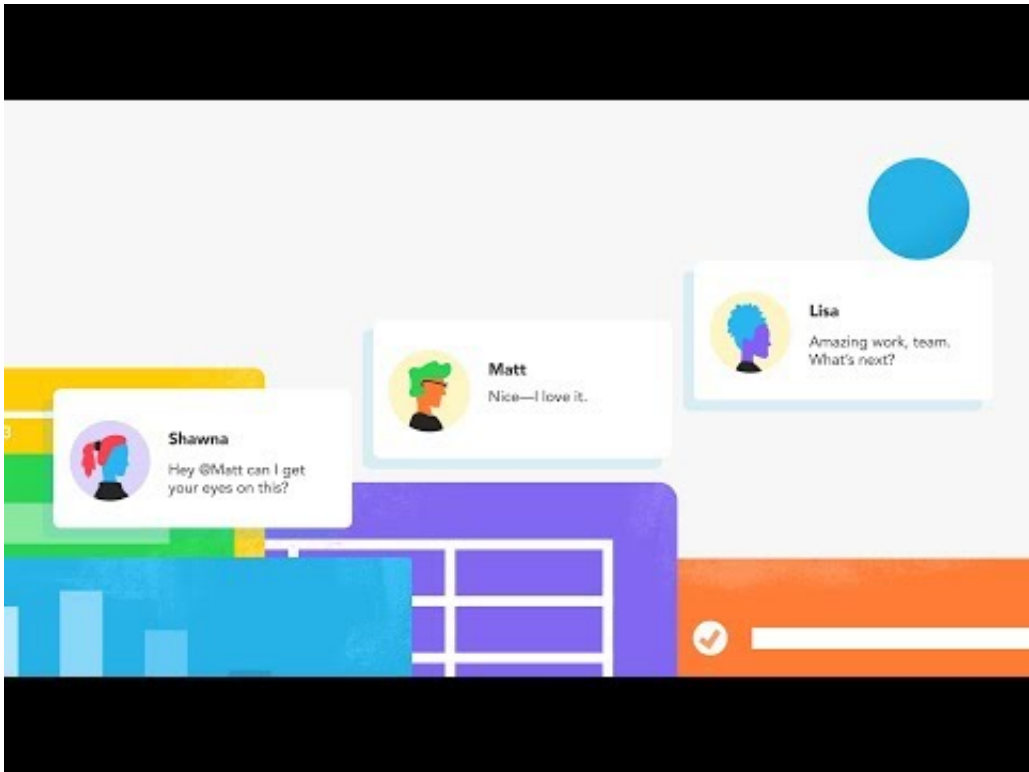 Lisa
Amazing work, team.
What's next?
Matt
Nice—I love it.
3
Shawna
Hey @Matt can I get
your eyes on this?